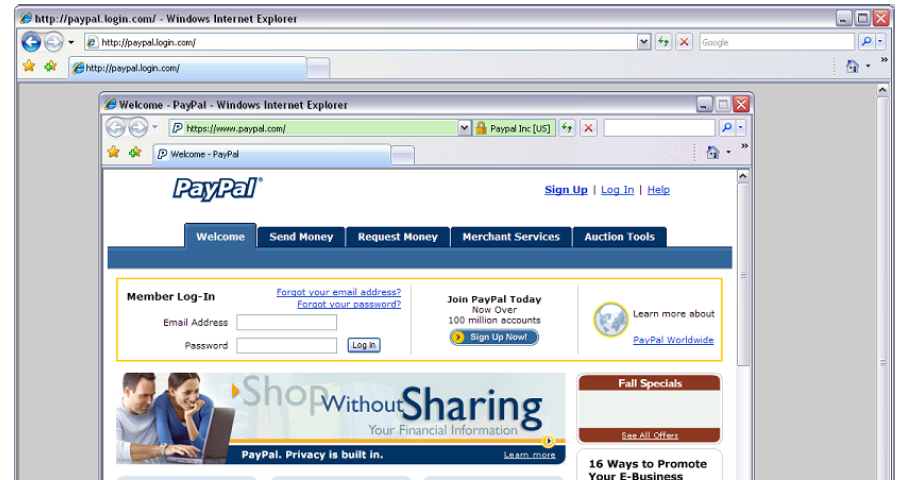 http://paypal.login.com/ - Windows Internet Explorer
http://paypal.login.com/
Google
http://paypal.login.com/
Welcome - PayPal - Windows Internet Explorer
https://www.paypal.com/
Paypal Inc [US]
Welcome - PayPal
PayPal®
Sign Up | Log In | Help
Welcome
Send Money
Request Money
Merchant Services
Auction Tools
Member Log-In
Forgot your email address?
Forgot your password?
Email Address
Password
Log In
Join PayPal Today
Now Over
100 million accounts
Sign Up Now!
Learn more about
PayPal Worldwide
Shop Without Sharing
Your Financial Information
PayPal. Privacy is built in.
Learn more
Fall Specials
See All Offers
16 Ways to Promote
Your E-Business